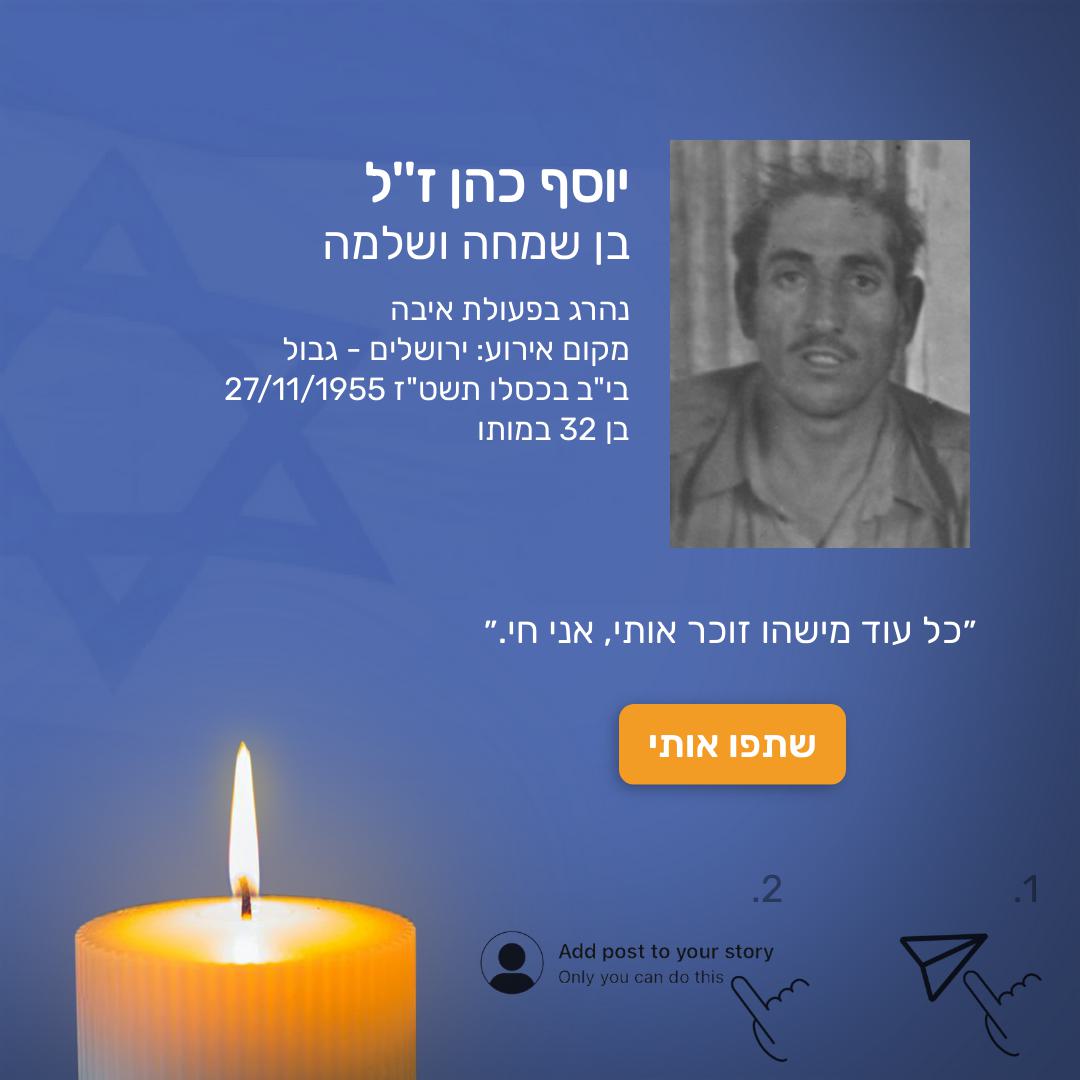 יוסף כהן ז"ל
בן שמחה ושלמה
נהרג בפעולת איבה
מקום אירוע: ירושלים - גבול
בי"ב בכסלו תשט"ז 27/11/1955
בן 32 במותו
״כל עוד מישהו זוכר אותי, אני חי.״
שתפו אותי
1.
2.
Add post to your story
Only you can do this